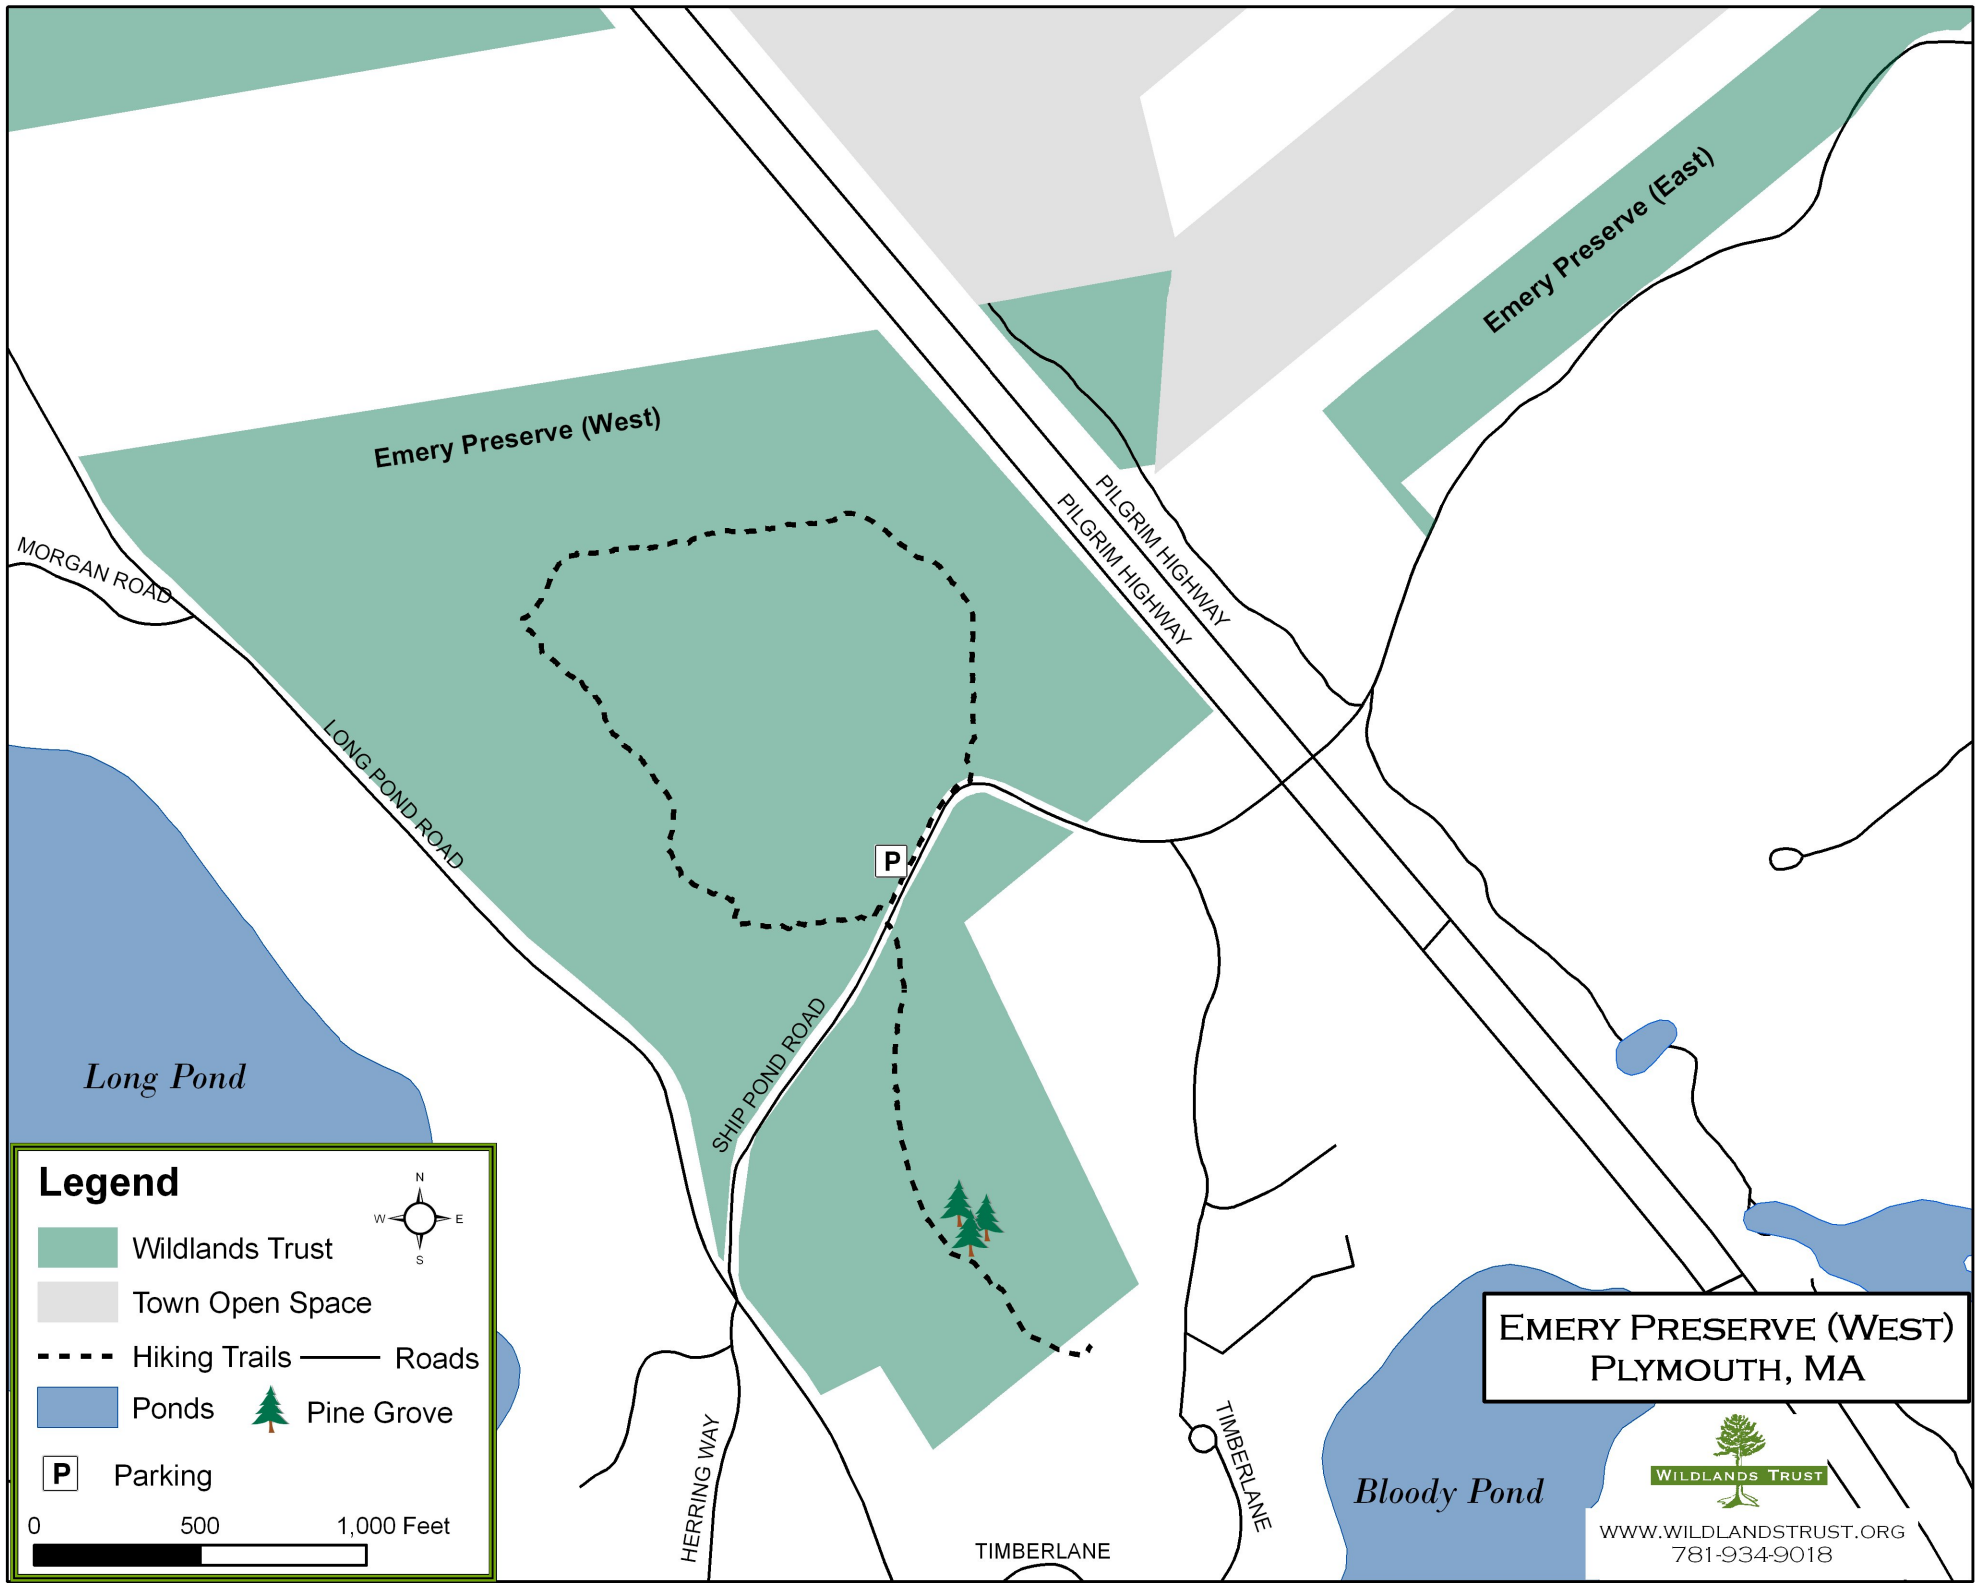 Emery Preserve (East)
Emery Preserve (West)
PILGRIM HIGHWAY
PILGRIM HIGHWAY
MORGAN ROAD
LONG POND ROAD
P
SHIP POND ROAD
Long Pond
Legend
N
W E
S
Wildlands Trust
Town Open Space
Hiking Trails Roads
Ponds Pine Grove
P Parking
0 500 1,000 Feet
HERRING WAY
TIMBERLANE
TIMBERLANE
Bloody Pond
EMERY PRESERVE (WEST)
PLYMOUTH, MA
WILDLANDS TRUST
WWW.WILDLANDSTRUST.ORG
781-934-9018